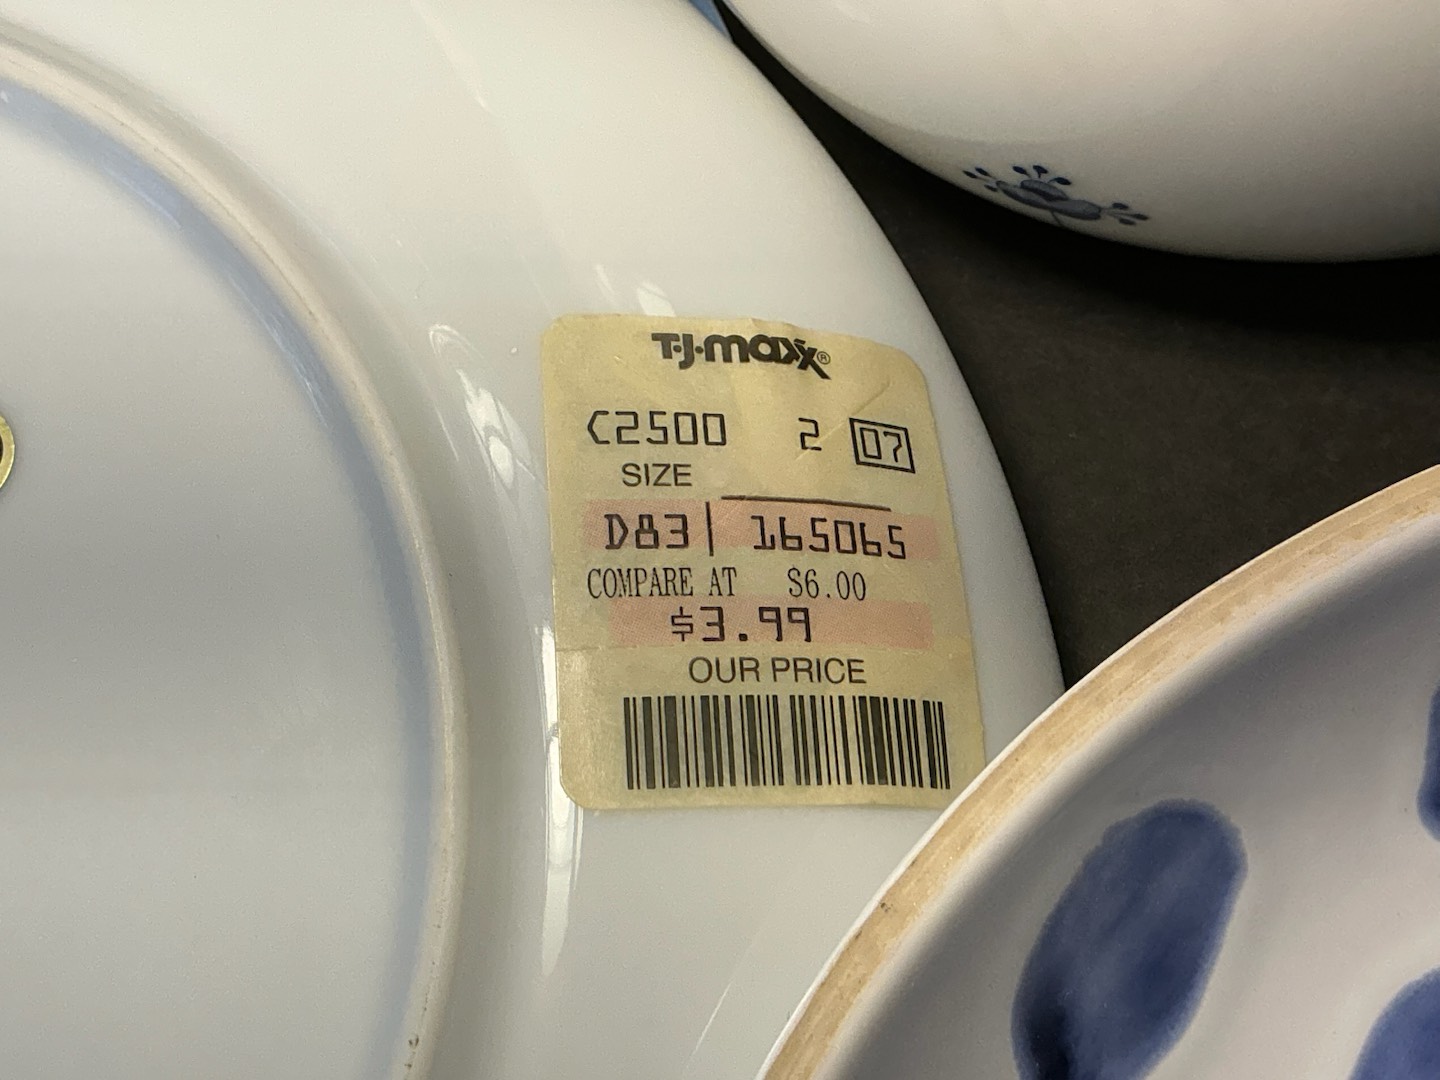 T·J·maxx®
C2500 2 07
SIZE
D83 | 165065
COMPARE AT $6.00
$3.99
OUR PRICE